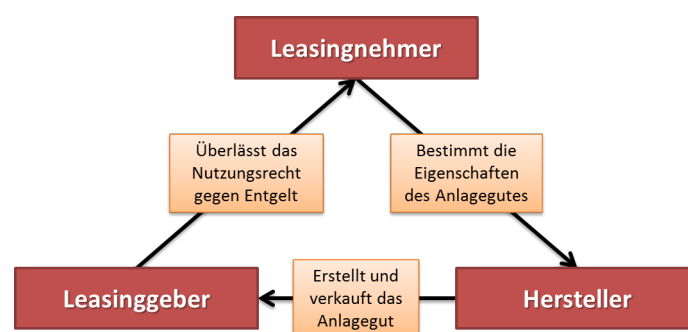 Leasingnehmer
Überlässt das
Nutzungsrecht
gegen Entgelt
Bestimmt die
Eigenschaften
des Anlagegutes
Leasinggeber
Erstellt und
verkauft das
Anlagegut
Hersteller